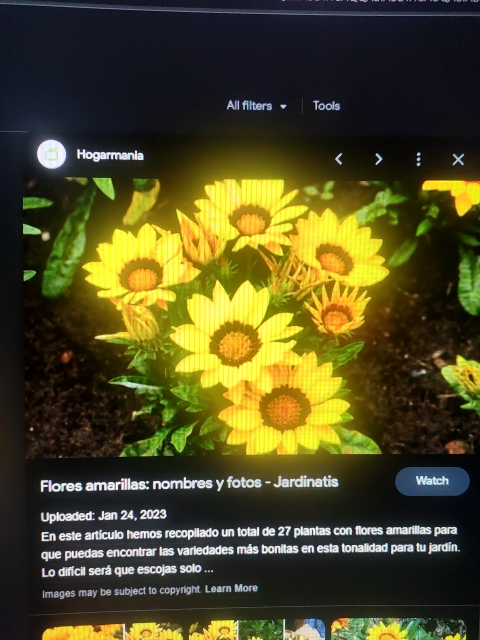 All filters
Tools
Hogarmania
Flores amarillas: nombres y fotos - Jardinatis
Watch
Uploaded: Jan 24, 2023
En este artículo hemos recopilado un total de 27 plantas con flores amarillas para
que puedas encontrar las variedades más bonitas en esta tonalidad para tu jardín.
Lo difícil será que escojas solo ...
Images may be subject to copyright. Learn More